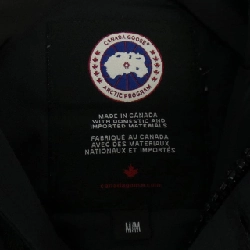 CANADA GOOSE
ARCTIC PROGRAM
MADE IN CANADA
WITH DOMESTIC AND
IMPORTED MATERIALS
FABRIQUÉ AU CANADA
AVEC DES MATERIAUX
NATIONAUX ET IMPORTÉS
M/M